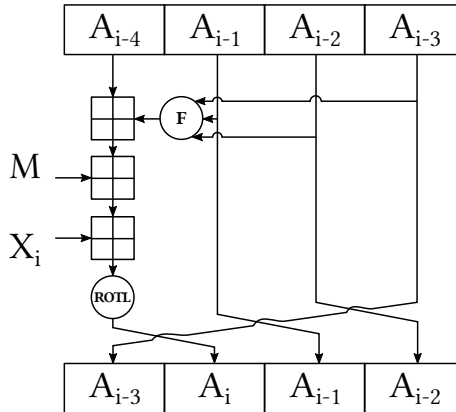 A_{i-4} A_{i-1} A_{i-2} A_{i-3}
F
M
X_i
ROTL
A_{i-3} A_i A_{i-1} A_{i-2}